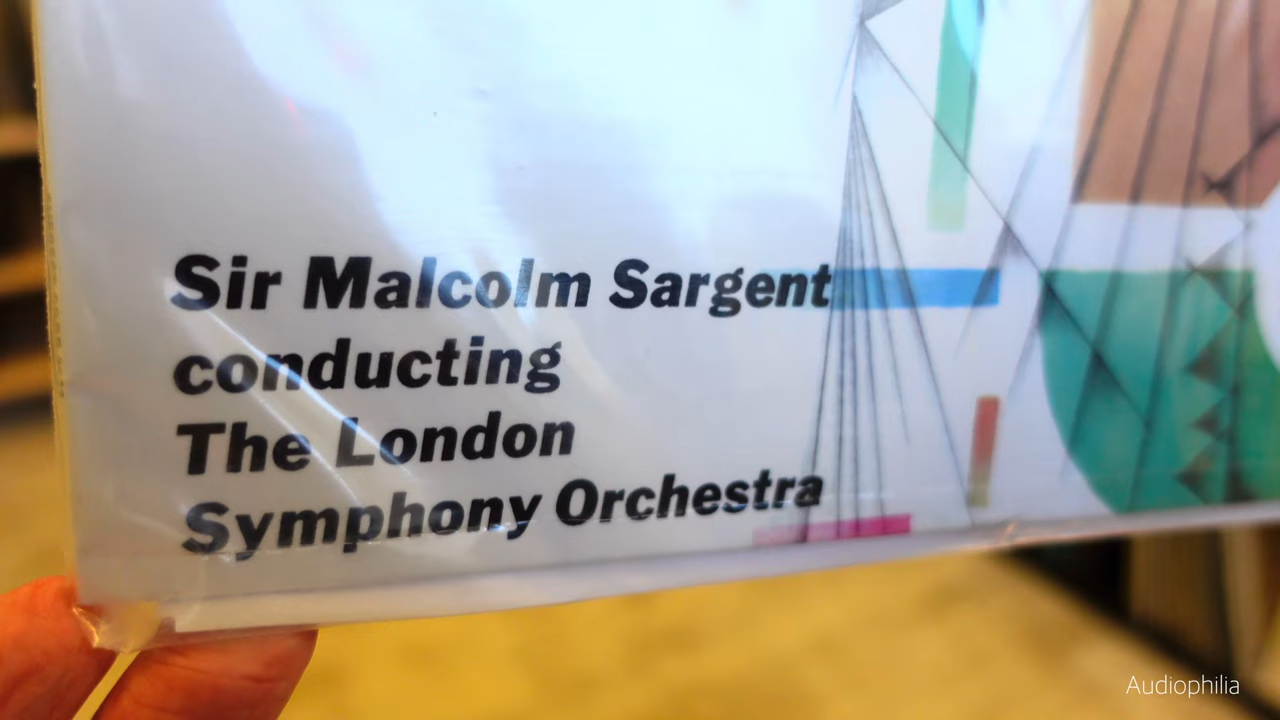 Sir Malcolm Sargent
conducting
The London
Symphony Orchestra
Audiophilia